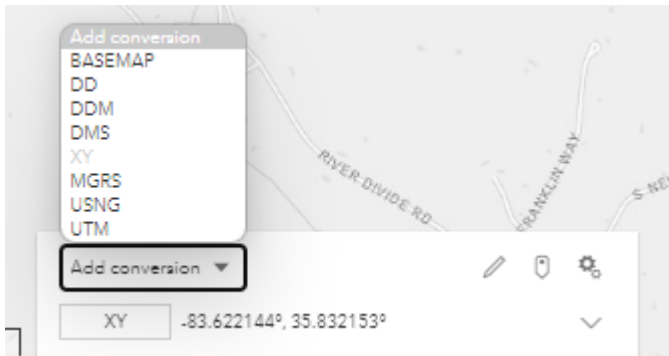 Add conversion
BASEMAP
DD
DDM
DMS
XY
MGRS
USNG
UTM
RIVER DIVIDE RD
FRANKLIN WAY
S NE
Add conversion
XY
-83.622144°, 35.832153°